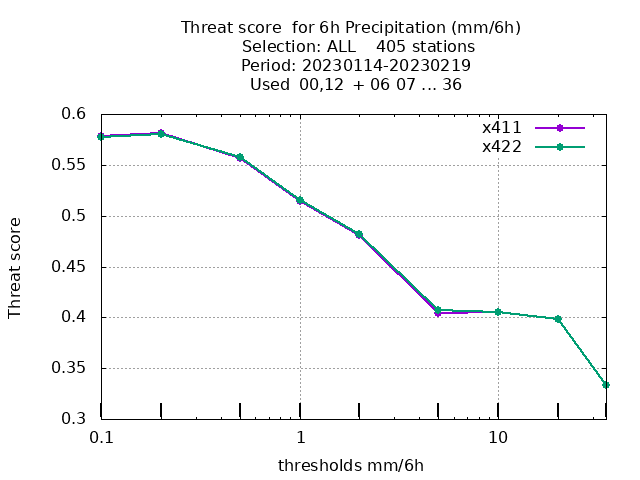 Threat score  for 6h Precipitation (mm/6h)
Selection: ALL    405 stations
Period: 20230114-20230219
Used  00,12  + 06 07 ... 36
0.6
x411
x422
0.55
0.5
0.45
0.4
0.35
0.3
Threat score
0.1
1
10
thresholds mm/6h